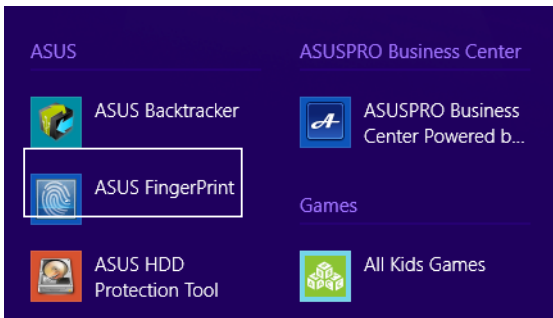 ASUS
ASUS Backtracker
ASUS FingerPrint
ASUS HDD
Protection Tool
ASUSPRO Business Center
ASUSPRO Business
Center Powered b...
Games
All Kids Games